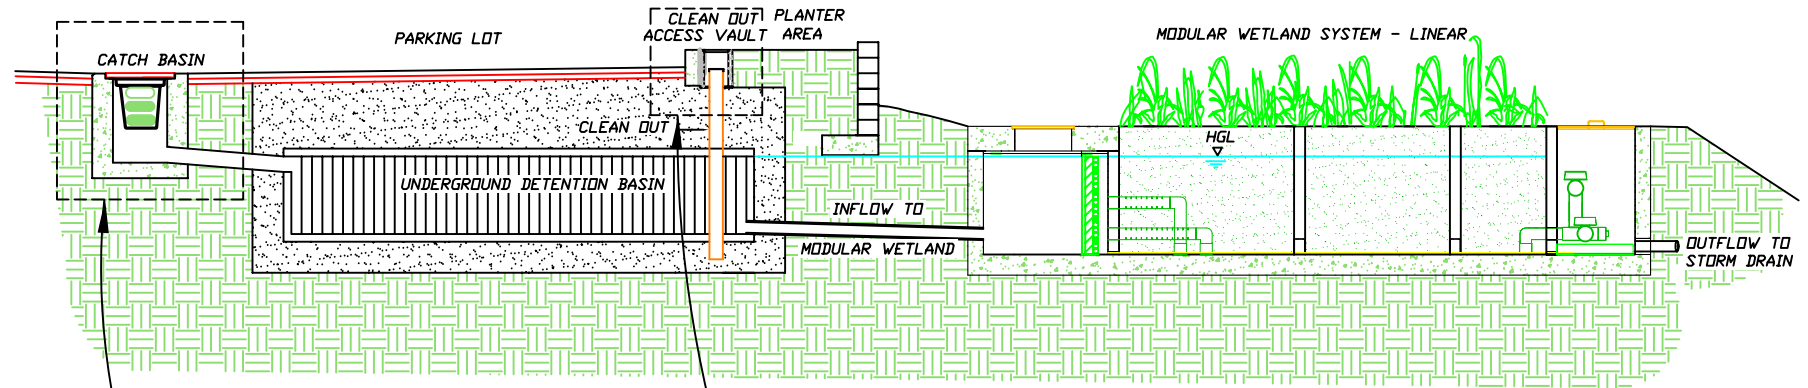 CATCH BASIN
PARKING LOT
CLEAN OUT
ACCESS VAULT
PLANTER
AREA
CLEAN OUT
UNDERGROUND DETENTION BASIN
INFLOW TO
MODULAR WETLAND
MODULAR WETLAND SYSTEM - LINEAR
HGL
OUTFLOW TO
STORM DRAIN